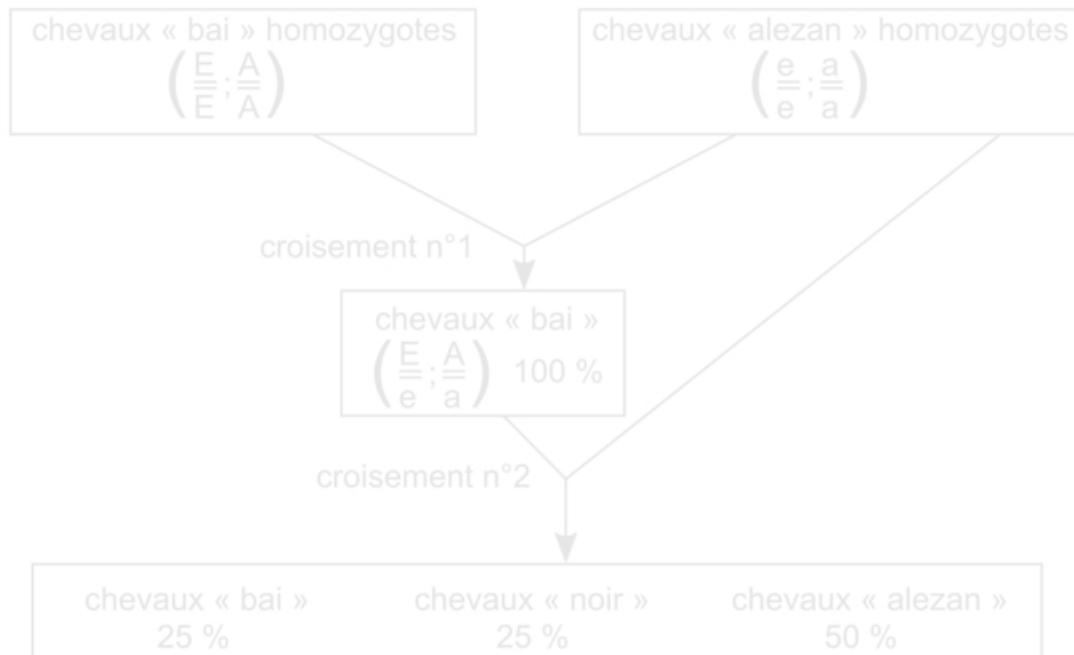 chevaux « bai » homozygotes
(E/E ; A/A)
chevaux « alezan » homozygotes
(e/e ; a/a)
croisement n°1
chevaux « bai »
(E/e ; A/a) 100 %
croisement n°2
chevaux « bai » chevaux « noir » chevaux « alezan »
25 % 25 % 50 %